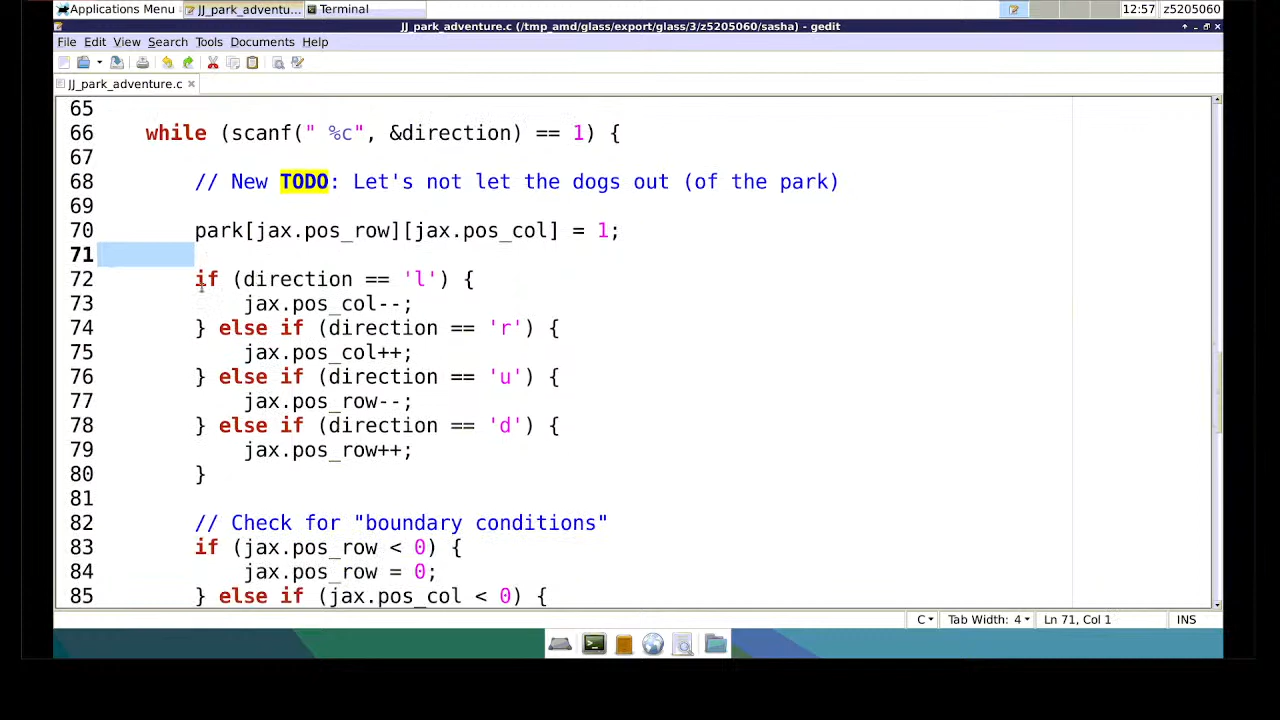 Applications Menu JJ_park_adventu... Terminal 12:57 z5205060
JJ_park_adventure.c (/tmp_amd/glass/export/glass/3/z5205060/sasha) - gedit
File Edit View Search Tools Documents Help
JJ_park_adventure.c
65
66 while (scanf(" %c", &direction) == 1) {
67
68 // New TODO: Let's not let the dogs out (of the park)
69
70 park[jax.pos_row][jax.pos_col] = 1;
71
72 if (direction == 'l') {
73 jax.pos_col--;
74 } else if (direction == 'r') {
75 jax.pos_col++;
76 } else if (direction == 'u') {
77 jax.pos_row--;
78 } else if (direction == 'd') {
79 jax.pos_row++;
80 }
81
82 // Check for "boundary conditions"
83 if (jax.pos_row < 0) {
84 jax.pos_row = 0;
85 } else if (jax.pos_col < 0) {
C Tab Width: 4 Ln 71, Col 1 INS